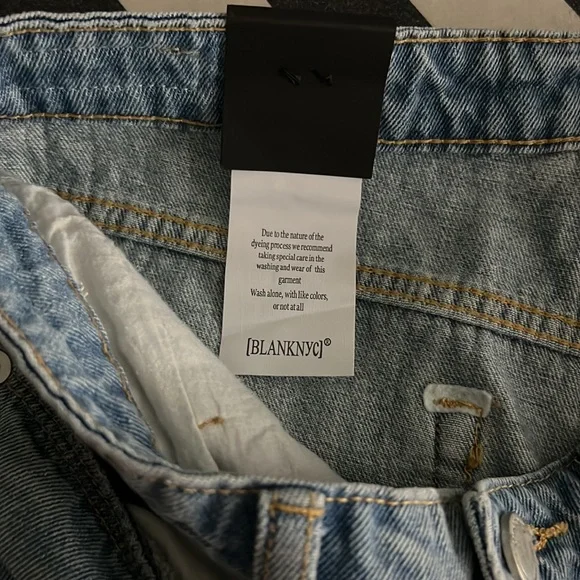 Due to the nature of the
dyeing process we recommend
taking special care in the
washing and wear of this
garment
Wash alone, with like colors,
or not at all
[BLANKNYC]®